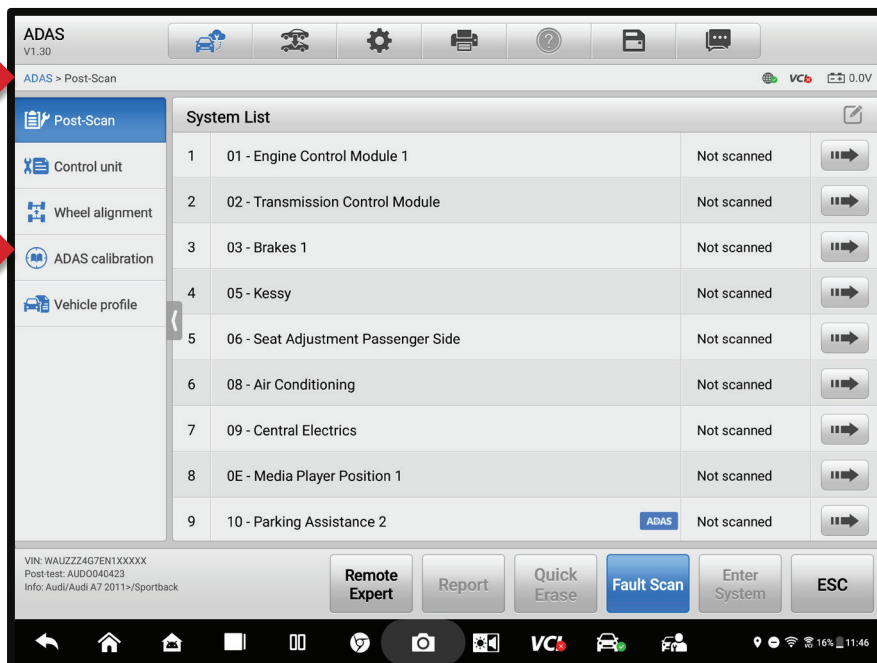 ADAS
V1.30
ADAS > Post-Scan
VCI 0.0V
Post-Scan
Control unit
Wheel alignment
ADAS calibration
Vehicle profile
System List
1 01 - Engine Control Module 1 Not scanned
2 02 - Transmission Control Module Not scanned
3 03 - Brakes 1 Not scanned
4 05 - Kessy Not scanned
5 06 - Seat Adjustment Passenger Side Not scanned
6 08 - Air Conditioning Not scanned
7 09 - Central Electrics Not scanned
8 0E - Media Player Position 1 Not scanned
9 10 - Parking Assistance 2 ADAS Not scanned
VIN: WAUZZZ4G7EN1XXXXX
Post-test: AUDO040423
Info: Audi/Audi A7 2011>/Sportback
Remote
Expert
Report
Quick
Erase
Fault Scan
Enter
System
ESC
VCI 16% 11:46